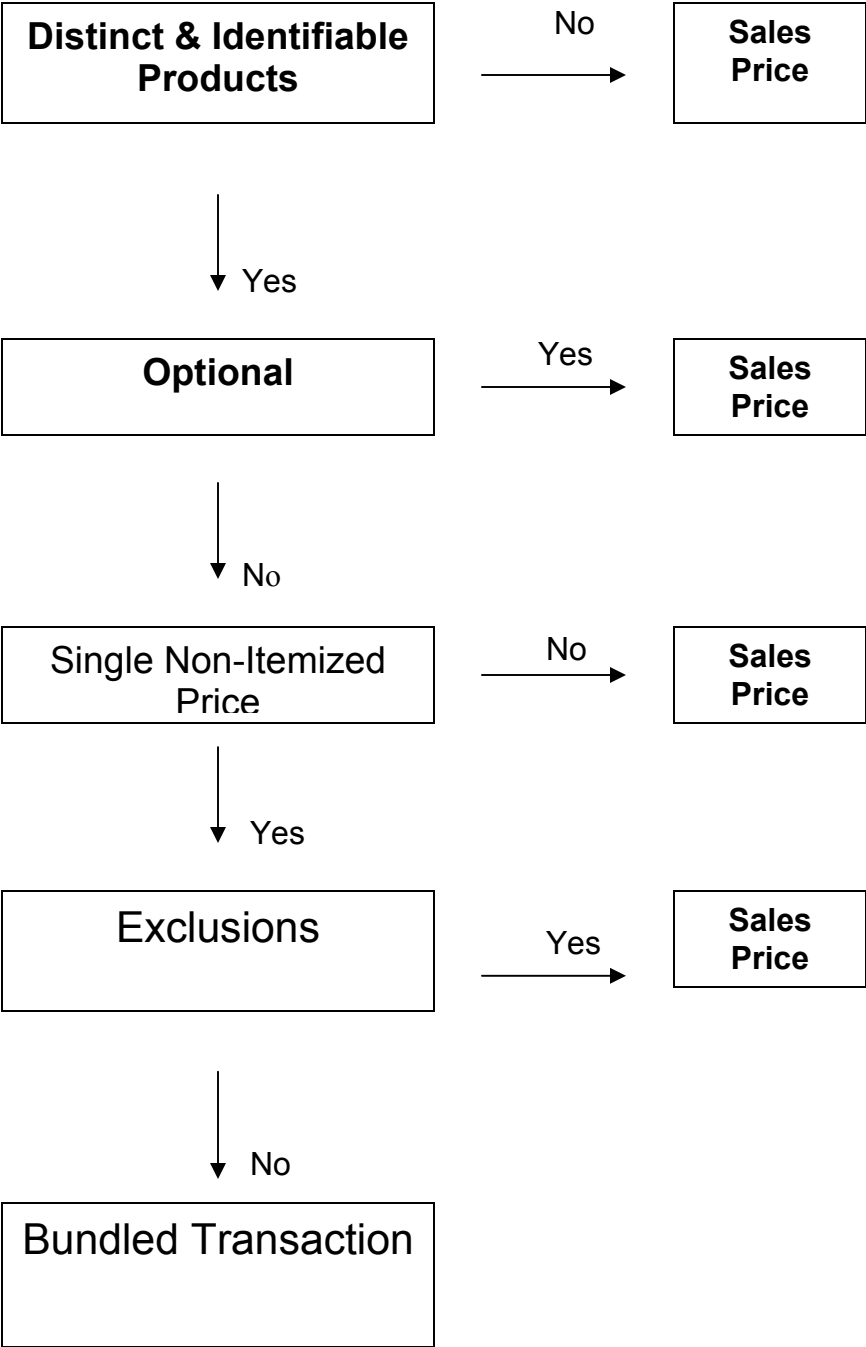 Distinct & Identifiable
Products
No
Sales
Price
Yes
Optional
Yes
Sales
Price
No
Single Non-Itemized
Price
No
Sales
Price
Yes
Exclusions
Yes
Sales
Price
No
Bundled Transaction